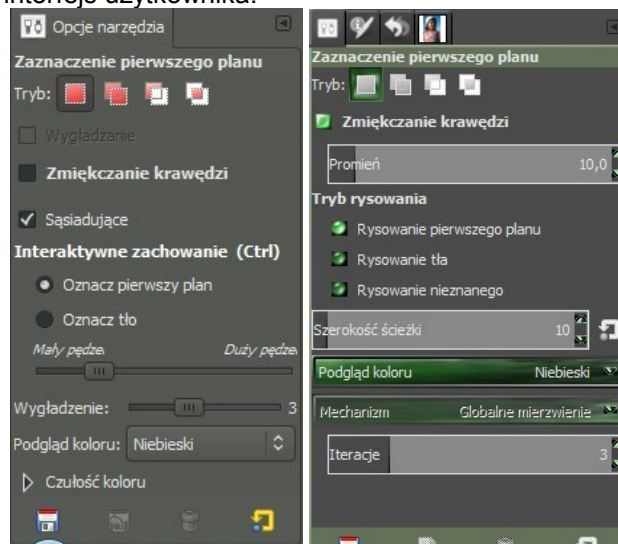 interfejs użytkownika.
Opcje narzędzia
Zaznaczenie pierwszego planu
Tryb:
Wygładzanie
Zmiękczanie krawędzi
Sąsiadujące
Interaktywne zachowanie (Ctrl)
Oznacz pierwszy plan
Oznacz tło
Mały pędzel Duży pędzel
Wygładzenie: 3
Podgląd koloru: Niebieski
Czułość koloru
Zaznaczenie pierwszego planu
Tryb:
Zmiękczanie krawędzi
Promień 10,0
Tryb rysowania
Rysowanie pierwszego planu
Rysowanie tła
Rysowanie nieznanego
Szerokość ścieżki 10
Podgląd koloru Niebieski
Mechanizm Globalne mierzwienie
Iteracje 3